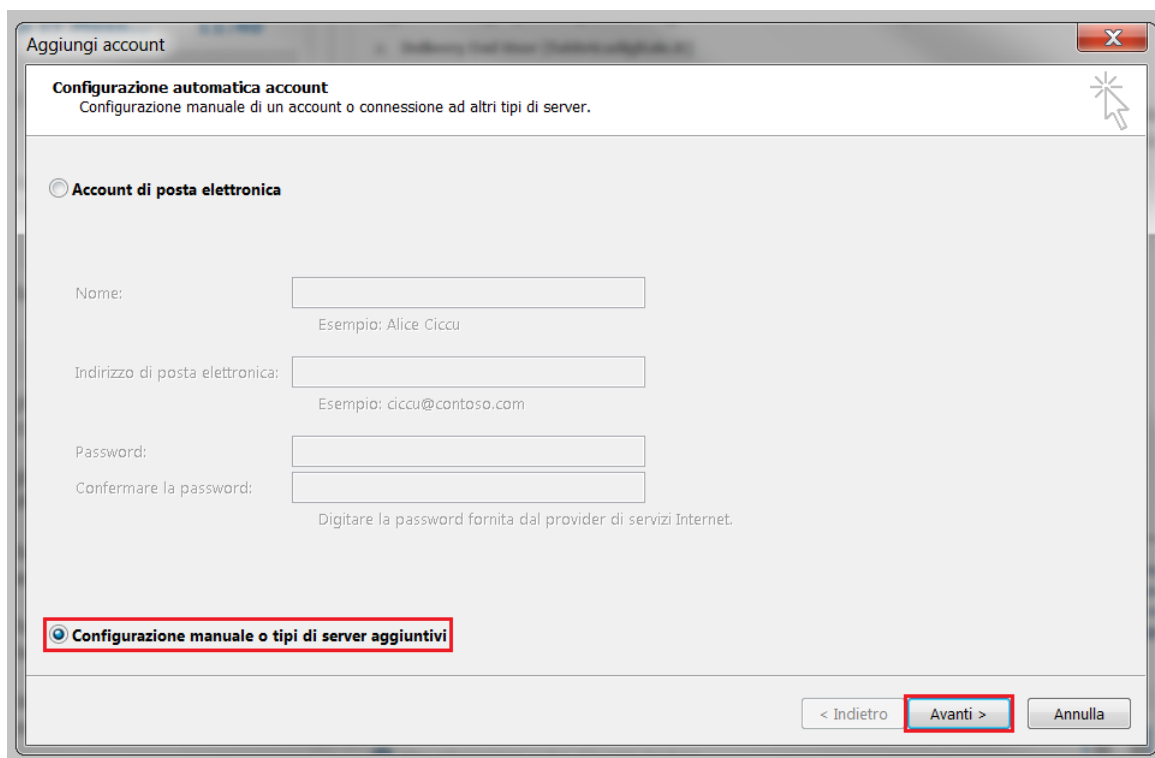 Aggiungi account
Configurazione automatica account
Configurazione manuale di un account o connessione ad altri tipi di server.
Account di posta elettronica
Nome:
Esempio: Alice Ciccu
Indirizzo di posta elettronica:
Esempio: ciccu@contoso.com
Password:
Confermare la password:
Digitare la password fornita dal provider di servizi Internet.
Configurazione manuale o tipi di server aggiuntivi
< Indietro
Avanti >
Annulla